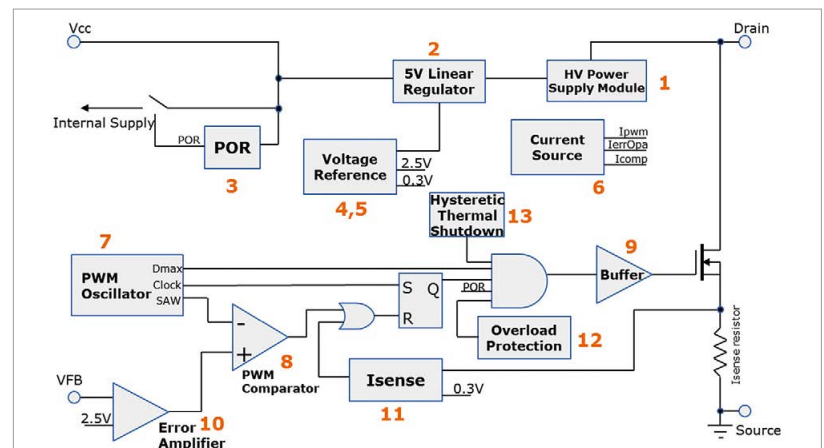 Vcc
Drain
2
5V Linear
Regulator
HV Power
Supply Module
1
Internal Supply
POR
POR
3
Voltage
Reference
2.5V
0.3V
4,5
Current
Source
Ipwm
IerrOpa
Icomp
6
Hysteretic
Thermal
Shutdown
13
7
PWM
Oscillator
Dmax
Clock
SAW
S
Q
R
POR
9
Buffer
Overload
Protection
12
-
+
8
PWM
Comparator
Isense
0.3V
11
Isense resistor
VFB
2.5V
Error
Amplifier
10
Source